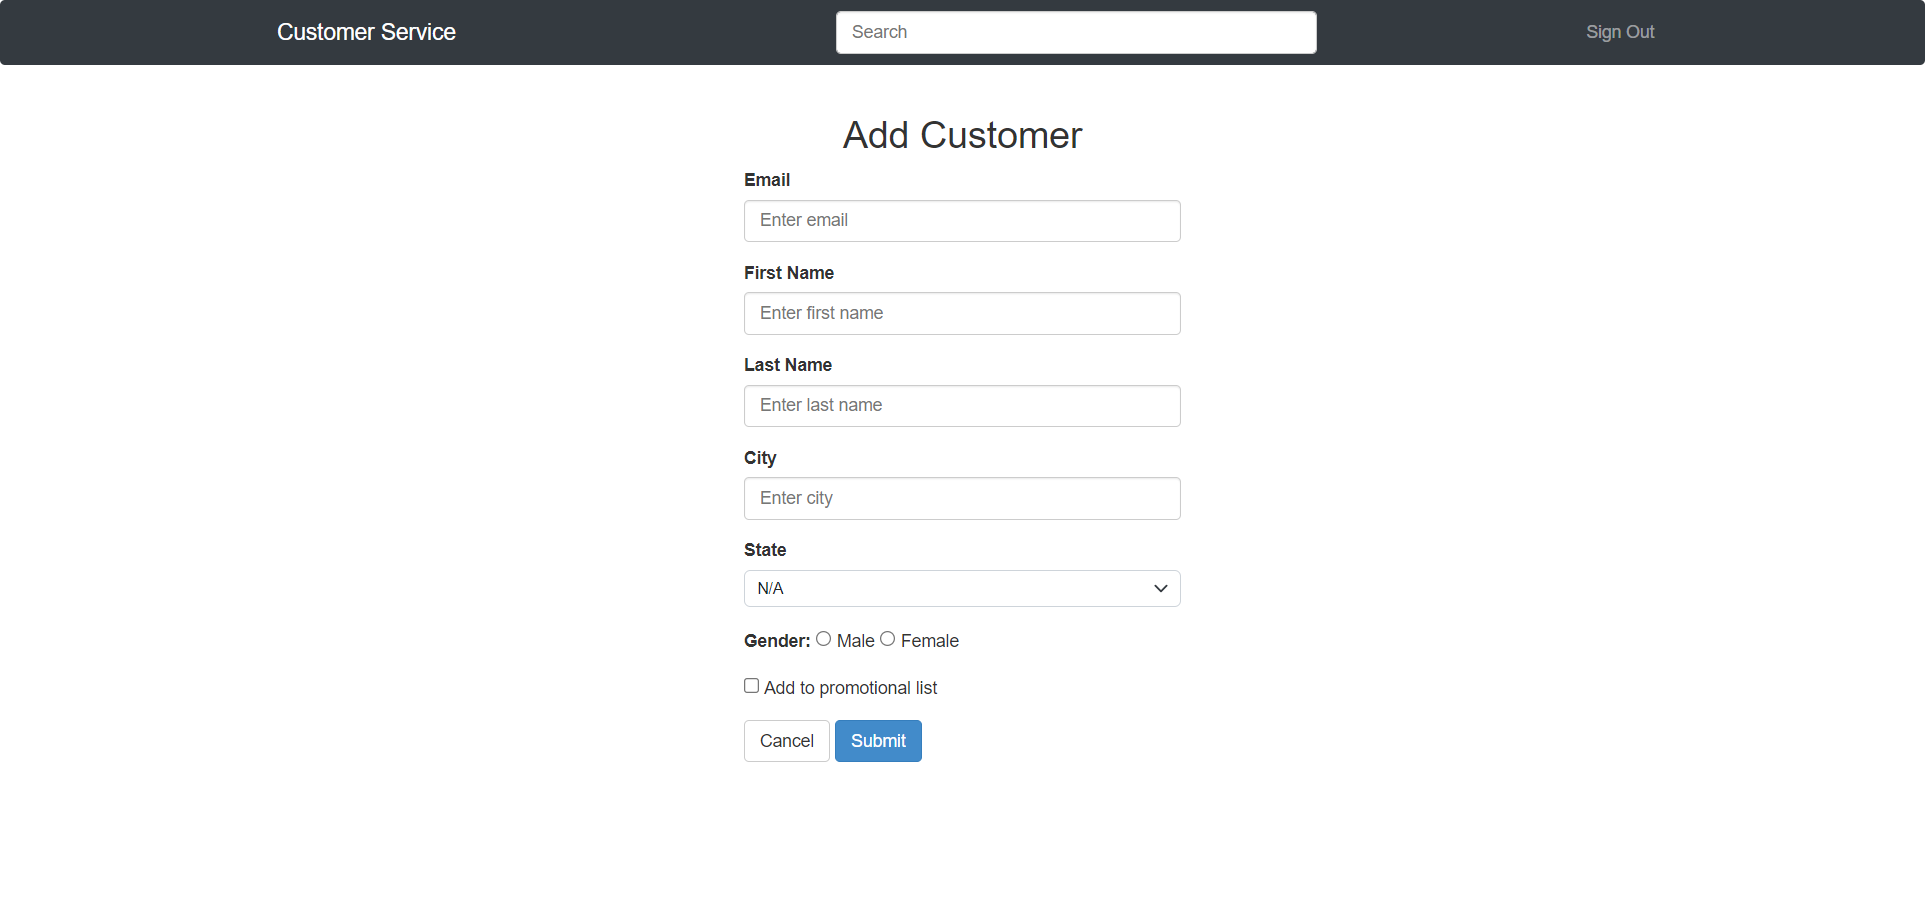 Customer Service
Search
Sign Out
Add Customer
Email
Enter email
First Name
Enter first name
Last Name
Enter last name
City
Enter city
State
N/A
Gender: Male Female
Add to promotional list
Cancel Submit